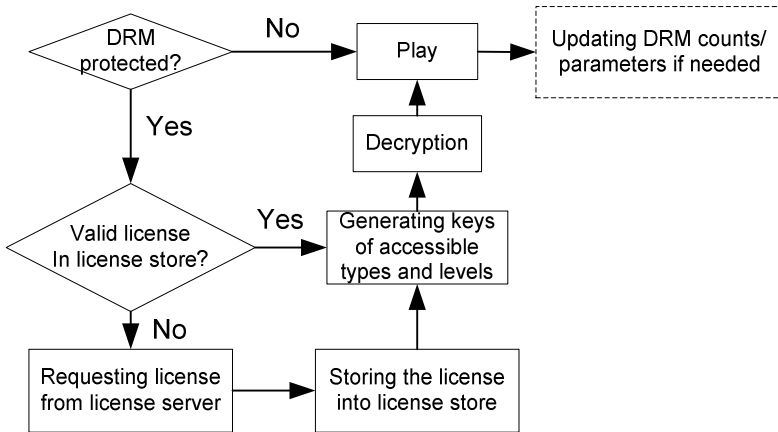 DRM
protected?
No
Play
Updating DRM counts/
parameters if needed
Yes
Decryption
Valid license
In license store?
Yes
Generating keys
of accessible
types and levels
No
Requesting license
from license server
Storing the license
into license store